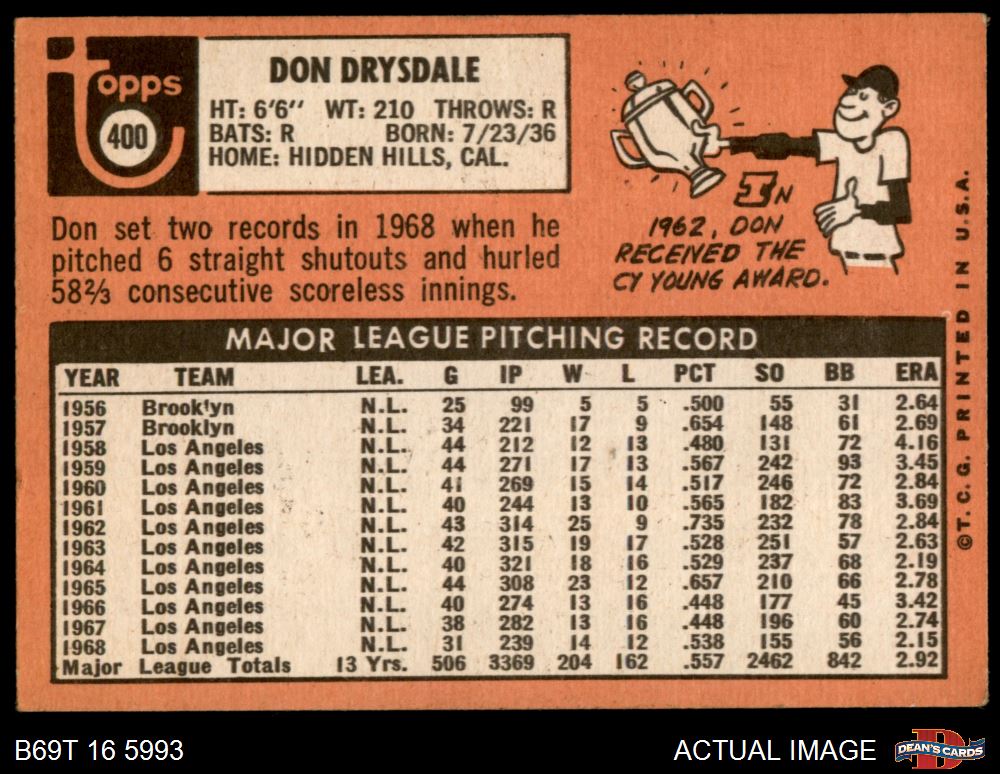 topps
400
DON DRYSDALE
HT: 6'6" WT: 210 THROWS: R
BATS: R BORN: 7/23/36
HOME: HIDDEN HILLS, CAL.
Don set two records in 1968 when he
pitched 6 straight shutouts and hurled
58⅔ consecutive scoreless innings.
IN
1962, DON
RECEIVED THE
CY YOUNG AWARD.
MAJOR LEAGUE PITCHING RECORD
YEAR TEAM LEA. G IP W L PCT SO BB ERA
1956 Brooklyn N.L. 25 99 5 5 .500 55 31 2.64
1957 Brooklyn N.L. 34 221 17 9 .654 148 61 2.69
1958 Los Angeles N.L. 44 212 12 13 .480 131 72 4.16
1959 Los Angeles N.L. 44 271 17 13 .567 242 93 3.45
1960 Los Angeles N.L. 41 269 15 14 .517 246 72 2.84
1961 Los Angeles N.L. 40 244 13 10 .565 182 83 3.69
1962 Los Angeles N.L. 43 314 25 9 .735 232 78 2.84
1963 Los Angeles N.L. 42 315 19 17 .528 251 57 2.63
1964 Los Angeles N.L. 40 321 18 16 .529 237 68 2.19
1965 Los Angeles N.L. 44 308 23 12 .657 210 66 2.78
1966 Los Angeles N.L. 40 274 13 16 .448 177 45 3.42
1967 Los Angeles N.L. 38 282 13 16 .448 196 60 2.74
1968 Los Angeles N.L. 31 239 14 12 .538 155 56 2.15
Major League Totals 13 Yrs. 506 3369 204 162 .557 2462 842 2.92
©T.C.G. PRINTED IN U.S.A.
B69T 16 5993
ACTUAL IMAGE
D
DEAN'S CARDS